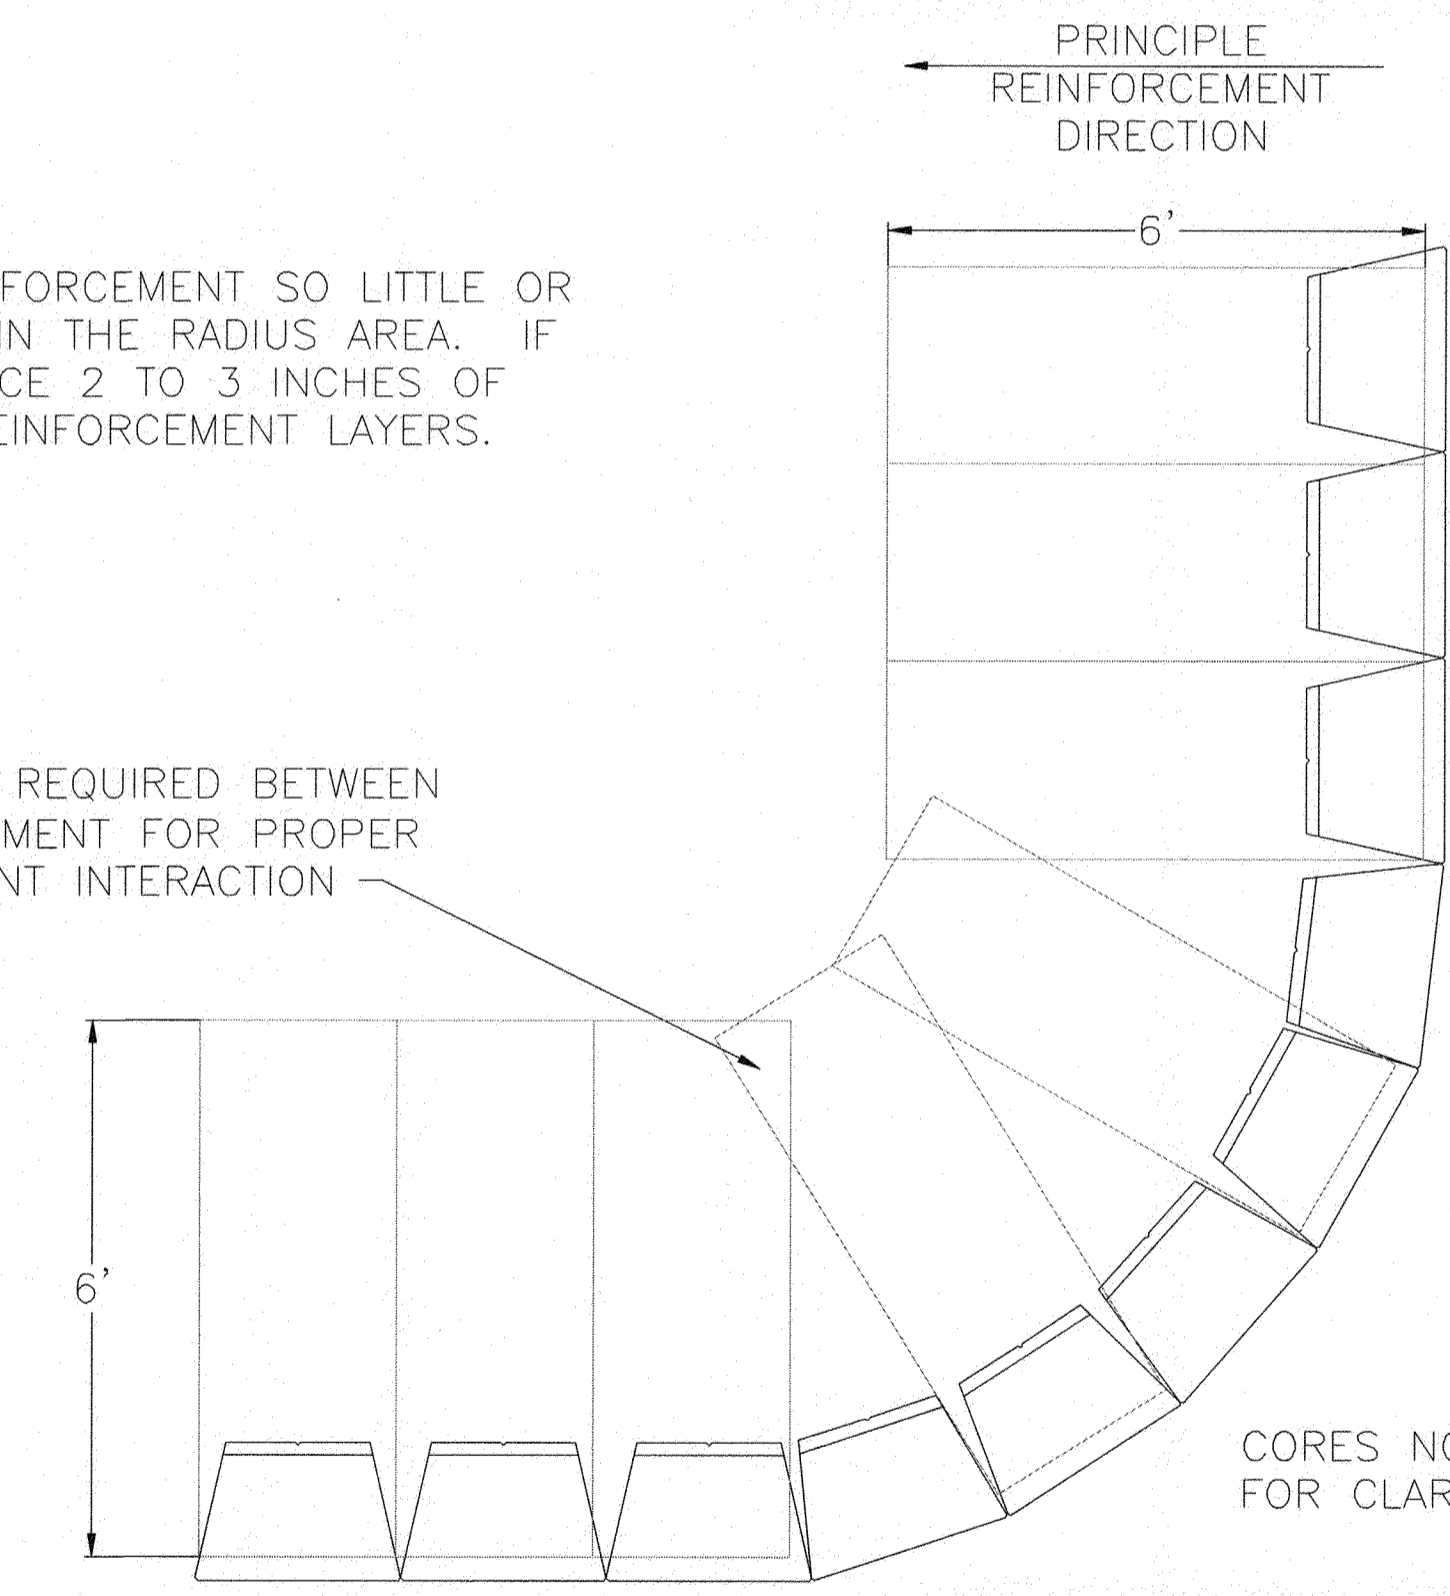 PRINCIPLE
REINFORCEMENT
DIRECTION
6'
FORCEMENT SO LITTLE OR
IN THE RADIUS AREA. IF
CE 2 TO 3 INCHES OF
EINFORCEMENT LAYERS.
REQUIRED BETWEEN
MENT FOR PROPER
NT INTERACTION
6'
CORES NO
FOR CLAR